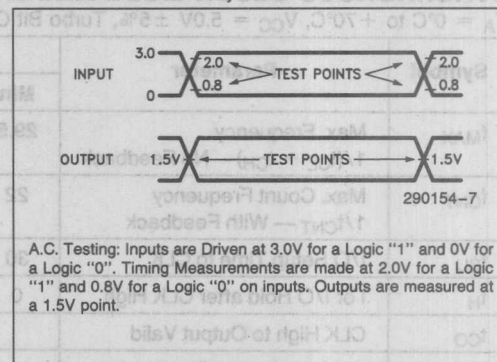 3.0
INPUT 2.0 TEST POINTS 2.0
0.8 0.8
0
OUTPUT 1.5V TEST POINTS 1.5V
290154–7
A.C. Testing: Inputs are Driven at 3.0V for a Logic "1" and 0V for
a Logic "0". Timing Measurements are made at 2.0V for a Logic
"1" and 0.8V for a Logic "0" on inputs. Outputs are measured at
a 1.5V point.